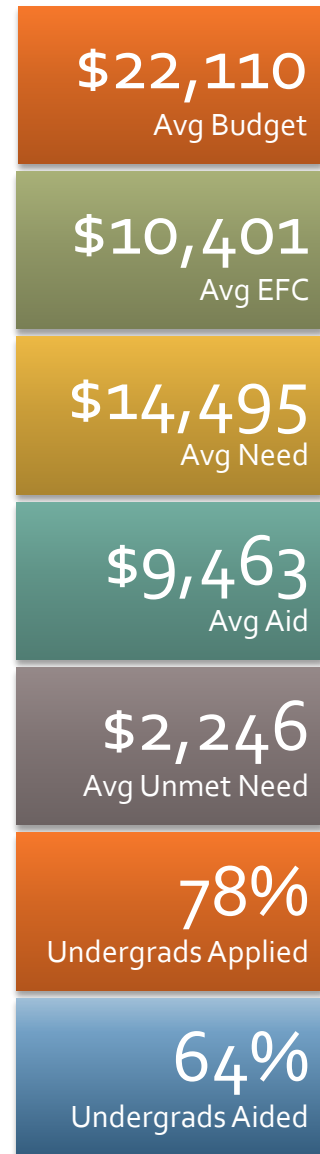 $22,110
Avg Budget
$10,401
Avg EFC
$14,495
Avg Need
$9,463
Avg Aid
$2,246
Avg Unmet Need
78%
Undergrads Applied
64%
Undergrads Aided